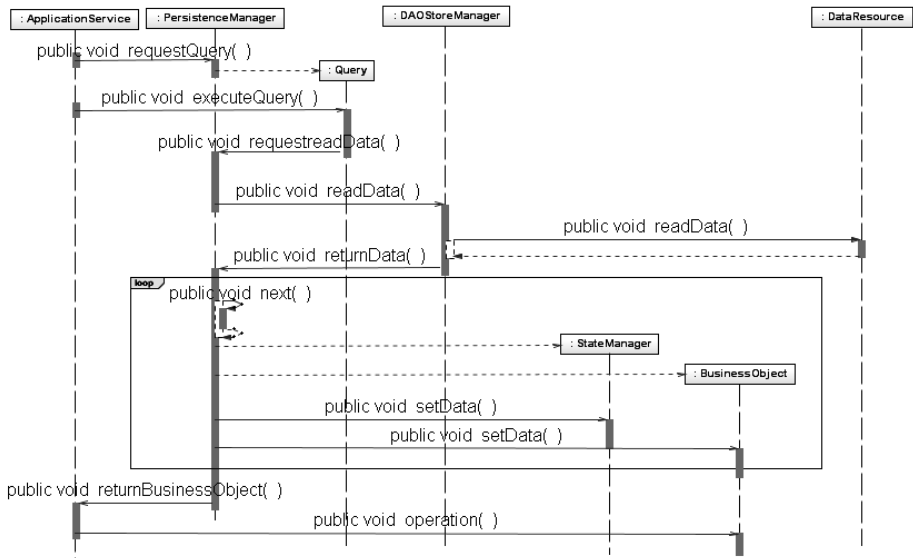 : ApplicationService
: PersistenceManager
: DAOStoreManager
: DataResource
public void requestQuery( )
: Query
public void executeQuery( )
public void requestreadData( )
public void readData( )
public void readData( )
public void returnData( )
loop
public void next( )
: StateManager
: BusinessObject
public void setData( )
public void setData( )
public void returnBusinessObject( )
public void operation( )